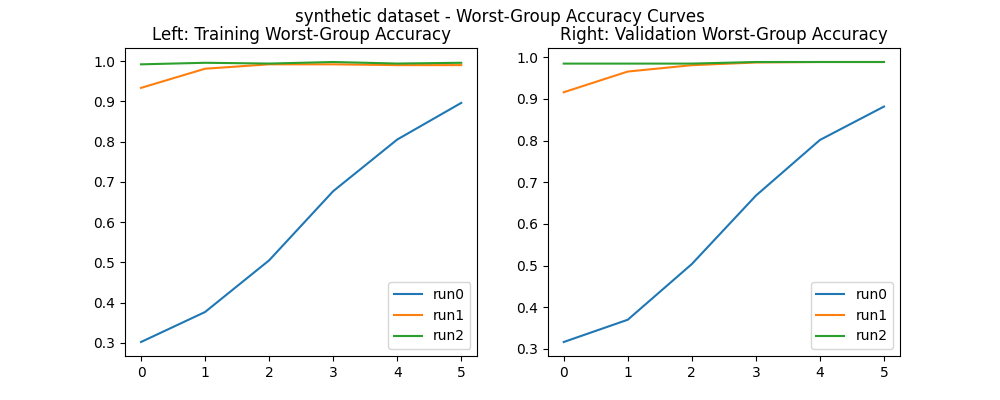 synthetic dataset - Worst-Group Accuracy Curves
Left: Training Worst-Group Accuracy
1.0
0.9
0.8
0.7
0.6
0.5
0.4
0.3
0 1 2 3 4 5
run0
run1
run2
Right: Validation Worst-Group Accuracy
1.0
0.9
0.8
0.7
0.6
0.5
0.4
0.3
0 1 2 3 4 5
run0
run1
run2